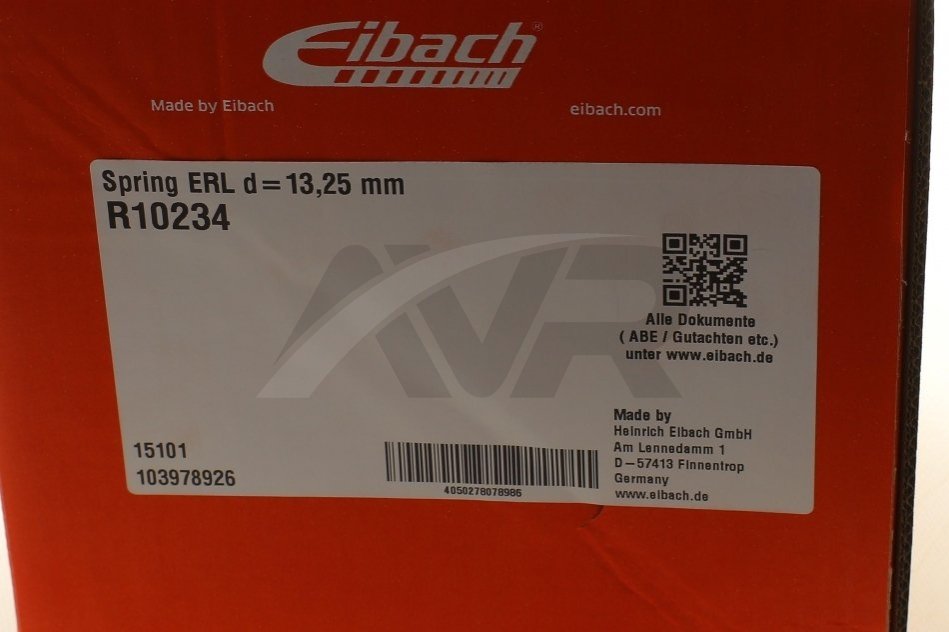 Eibach®
Made by Eibach
eibach.com
Spring ERL d=13,25 mm
R10234
AVR
Alle Dokumente
( ABE / Gutachten etc.)
unter www.eibach.de
15101
103978926
4050278078986
Made by
Heinrich Eibach GmbH
Am Lennedamm 1
D-57413 Finnentrop
Germany
www.eibach.de